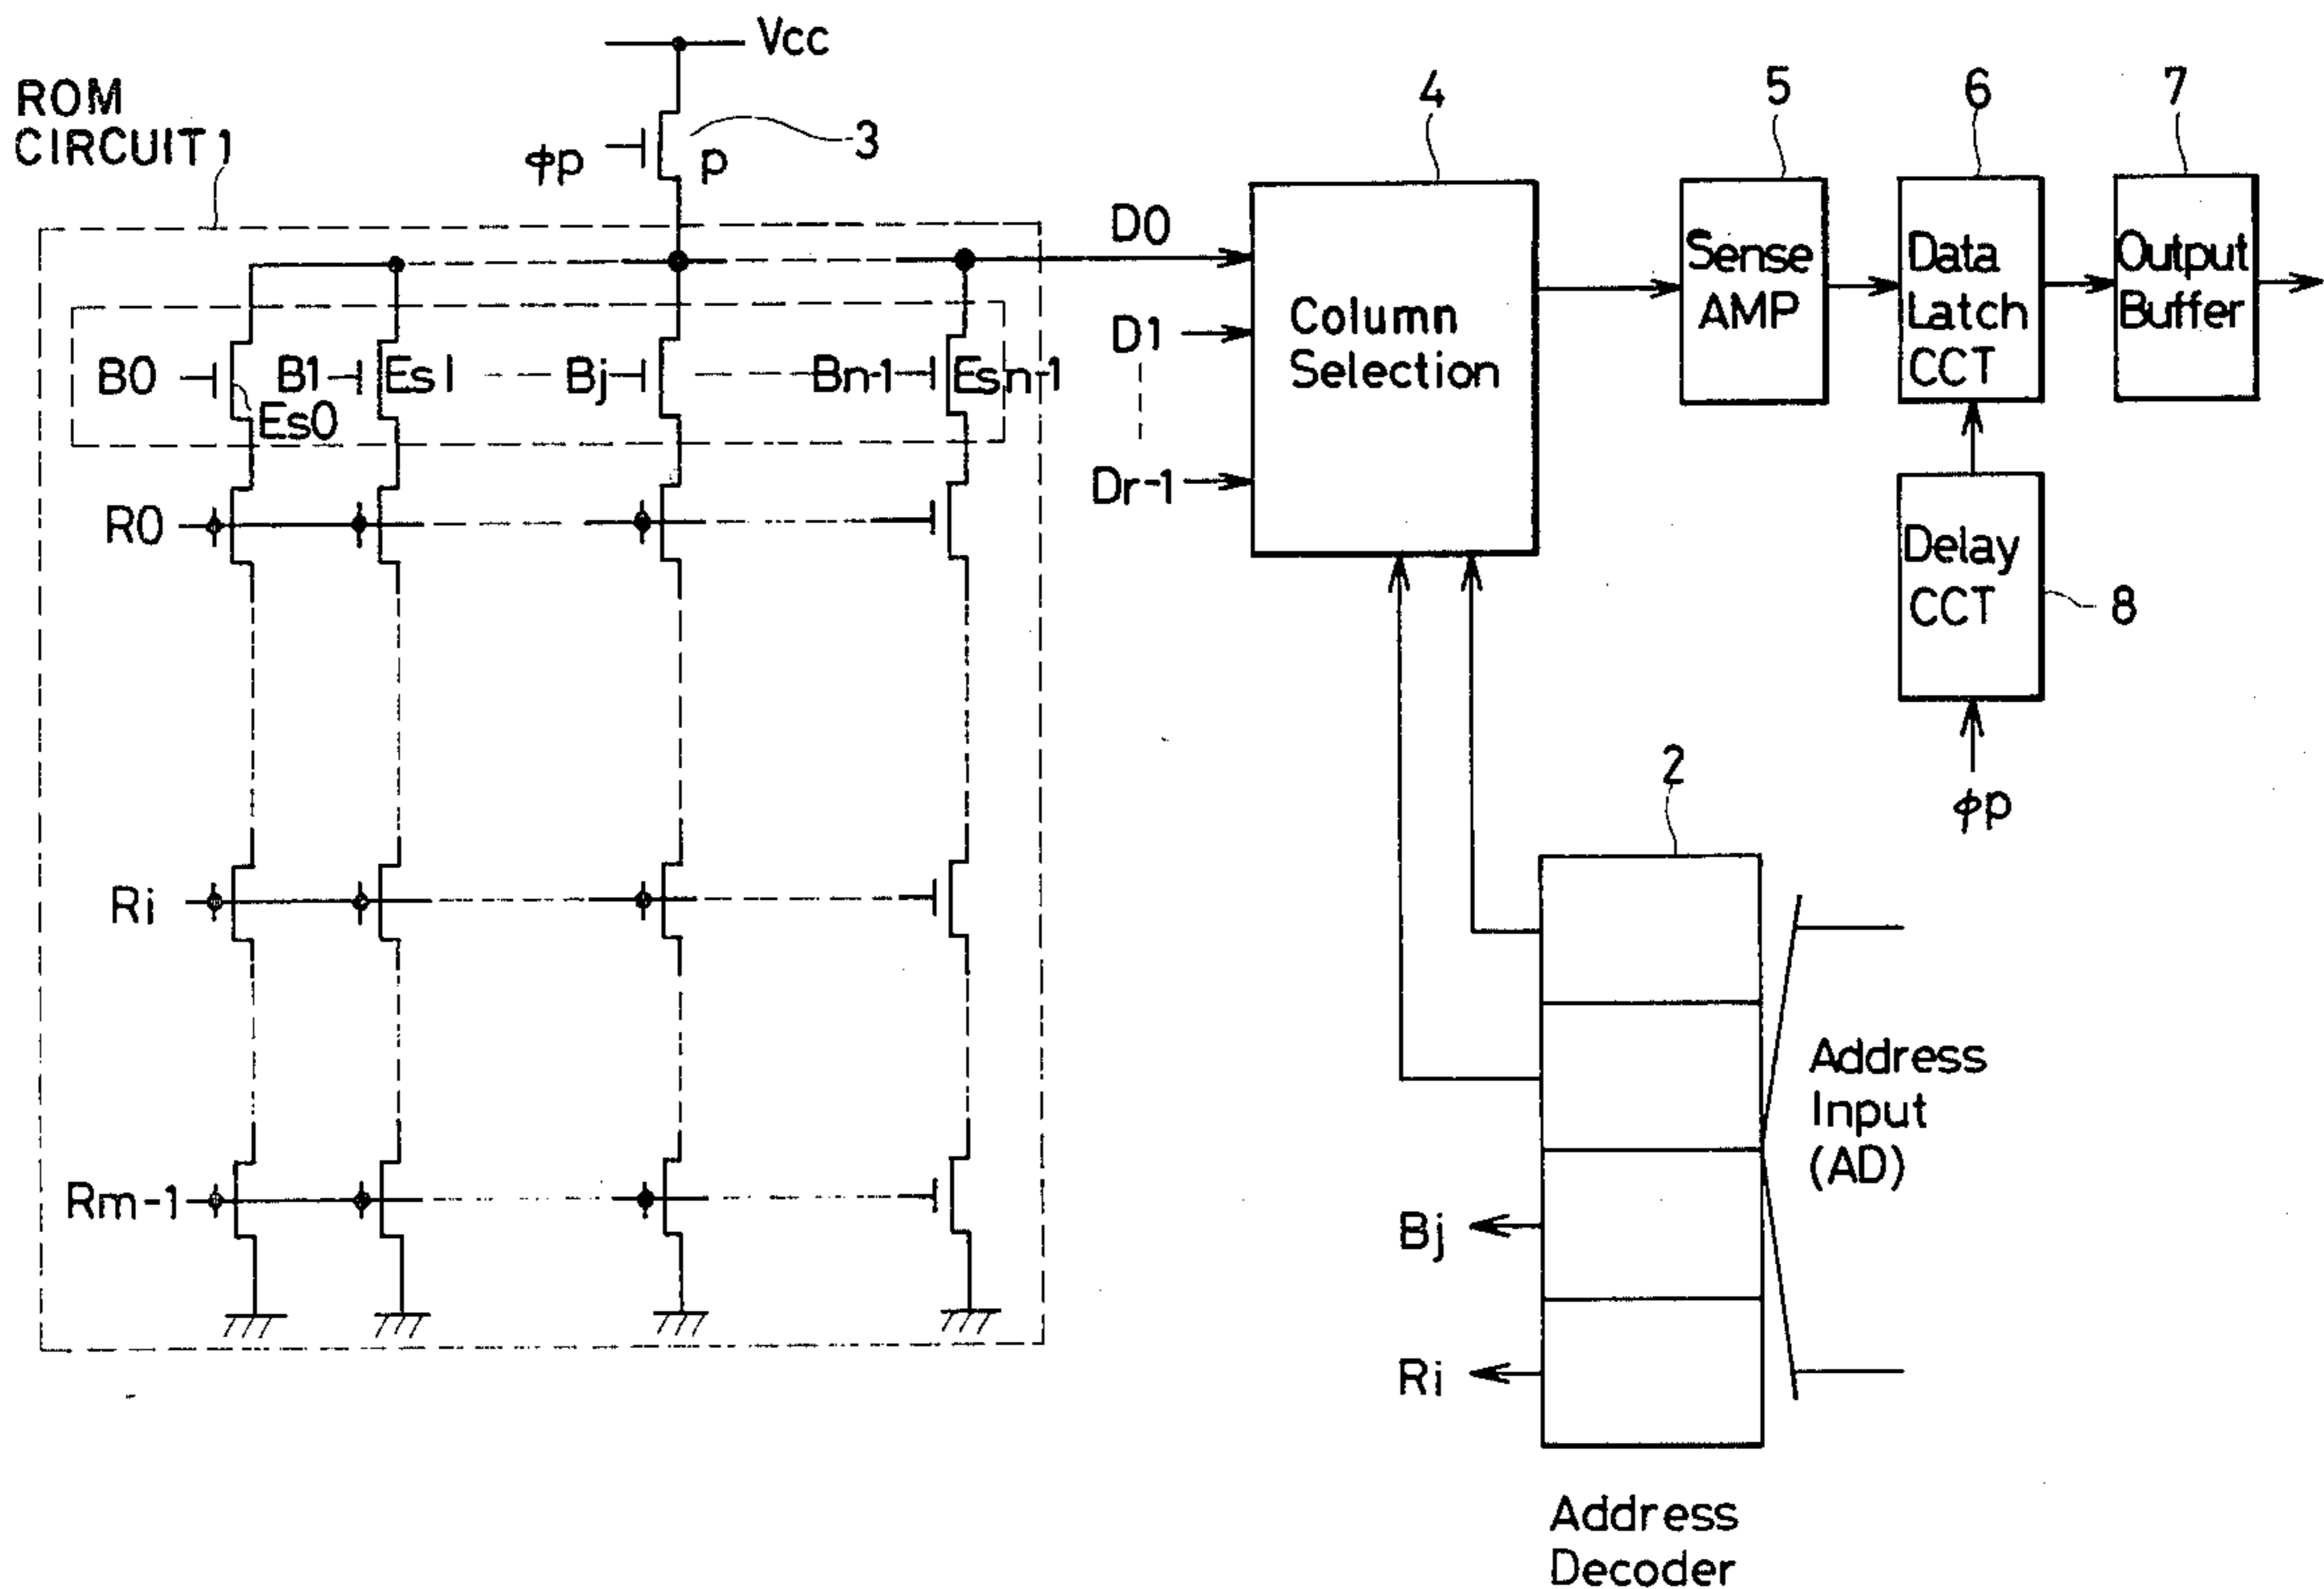 Vcc
ROM
CIRCUIT 1
ϕp
p
3
4
5
6
7
D0
D1
Dr-1
Column
Selection
Sense
AMP
Data
Latch
CCT
Output
Buffer
B0
Es0
B1
Es1
Bj
Bn-1
Esn-1
R0
Ri
Rm-1
Delay
CCT
8
ϕp
2
Address
Input
(AD)
Bj
Ri
Address
Decoder